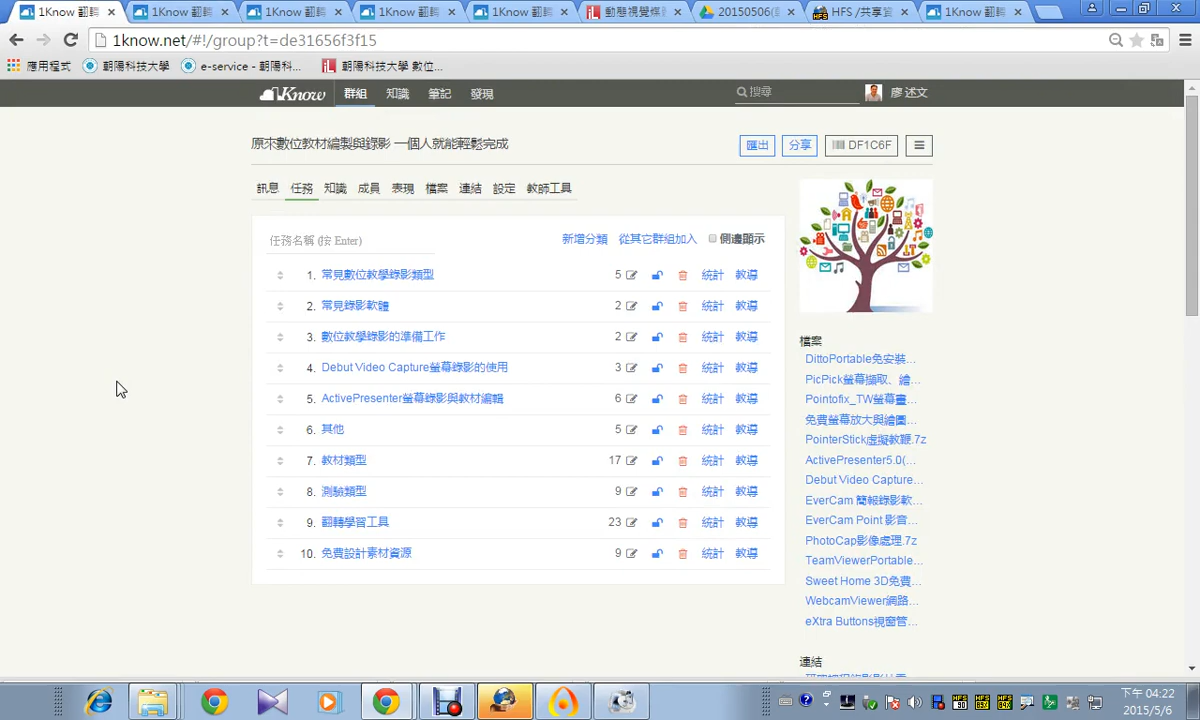 1Know 翻轉
1Know 翻轉
1Know 翻轉
1Know 翻轉
1Know 翻轉
動態視覺媒
20150506(
HFS /共享資
1Know 翻轉
1know.net/#!/group?t=de31656f3f15
應用程式
朝陽科技大學
e-service - 朝陽科...
朝陽科技大學 數位...
1Know
群組
知識
筆記
發現
搜尋
廖 述文
原來數位教材編製與錄影 一個人就能輕鬆完成
匯出
分享
DF1C6F
訊息 任務 知識 成員 表現 檔案 連結 設定 教師工具
任務名稱 (按 Enter)
新增分類 從其它群組加入 側邊顯示
1. 常見數位教學錄影類型 5 統計 教導
2. 常見錄影軟體 2 統計 教導
3. 數位教學錄影的準備工作 2 統計 教導
4. Debut Video Capture螢幕錄影的使用 3 統計 教導
5. ActivePresenter螢幕錄影與教材編輯 6 統計 教導
6. 其他 5 統計 教導
7. 教材類型 17 統計 教導
8. 測驗類型 9 統計 教導
9. 翻轉學習工具 23 統計 教導
10. 免費設計素材資源 9 統計 教導
檔案
DittoPortable免安裝...
PicPick螢幕擷取、繪...
Pointofix_TW螢幕畫...
免費螢幕放大與繪圖...
PointerStick虛擬教鞭.7z
ActivePresenter5.0(...
Debut Video Capture...
EverCam 簡報錄影軟...
EverCam Point 影音...
PhotoCap影像處理.7z
TeamViewerPortable...
Sweet Home 3D免費...
WebcamViewer網路...
eXtra Buttons視窗管...
連結
下午 04:22
2015/5/6